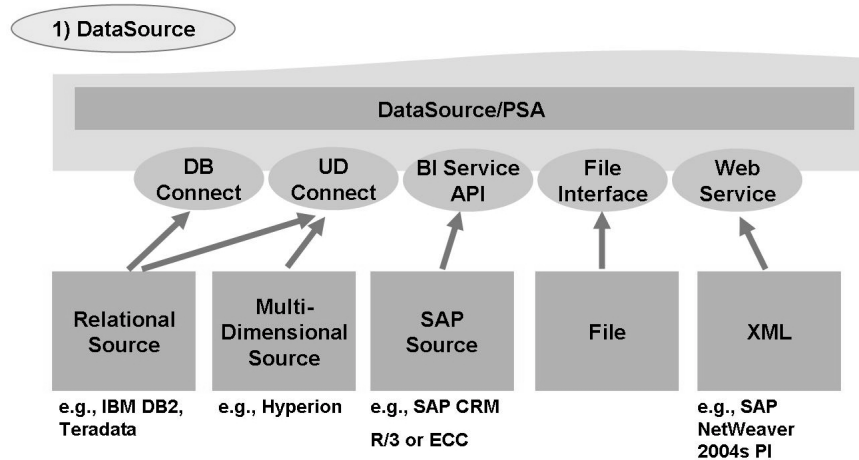 1) DataSource
DataSource/PSA
DB
Connect
UD
Connect
BI Service
API
File
Interface
Web
Service
Relational
Source
Multi-
Dimensional
Source
SAP
Source
File
XML
e.g., IBM DB2,
Teradata
e.g., Hyperion
e.g., SAP CRM
R/3 or ECC
e.g., SAP
NetWeaver
2004s PI